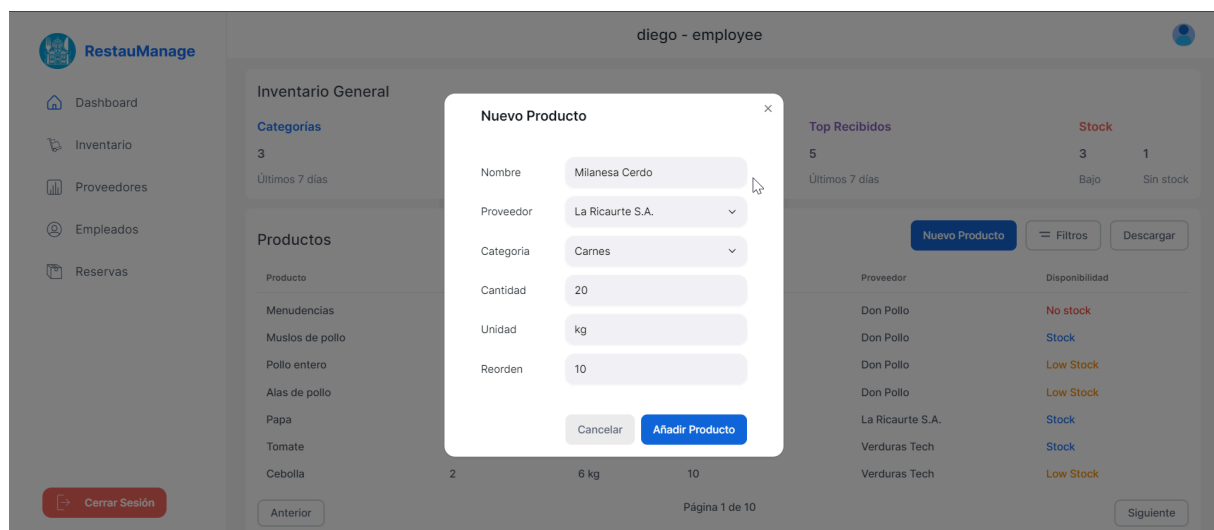 diego - employee
RestauManage
Dashboard
Inventario
Proveedores
Empleados
Reservas
Cerrar Sesión
Inventario General
Categorías
3
Últimos 7 días
Top Recibidos
5
Últimos 7 días
Stock
3 1
Bajo Sin stock
Nuevo Producto
×
Nombre Milanesa Cerdo
Proveedor La Ricaurte S.A.
Categoria Carnes
Cantidad 20
Unidad kg
Reorden 10
Cancelar Añadir Producto
Productos
Nuevo Producto Filtros Descargar
Producto Proveedor Disponibilidad
Menudencias Don Pollo No stock
Muslos de pollo Don Pollo Stock
Pollo entero Don Pollo Low Stock
Alas de pollo Don Pollo Low Stock
Papa La Ricaurte S.A. Stock
Tomate Verduras Tech Stock
Cebolla 2 6 kg 10 Verduras Tech Low Stock
Anterior Página 1 de 10 Siguiente